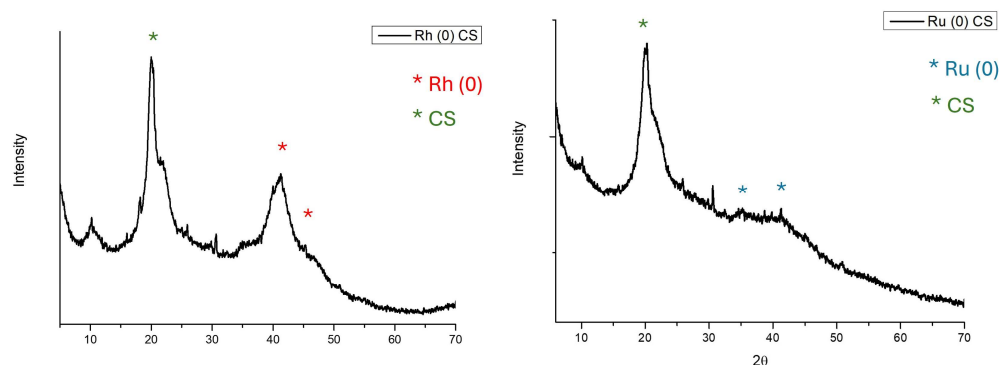 *
Rh (0) CS
* Rh (0)
* CS
*
*
Intensity
10 20 30 40 50 60 70
*
Ru (0) CS
* Ru (0)
* CS
* *
Intensity
10 20 30 40 50 60 70
2θ